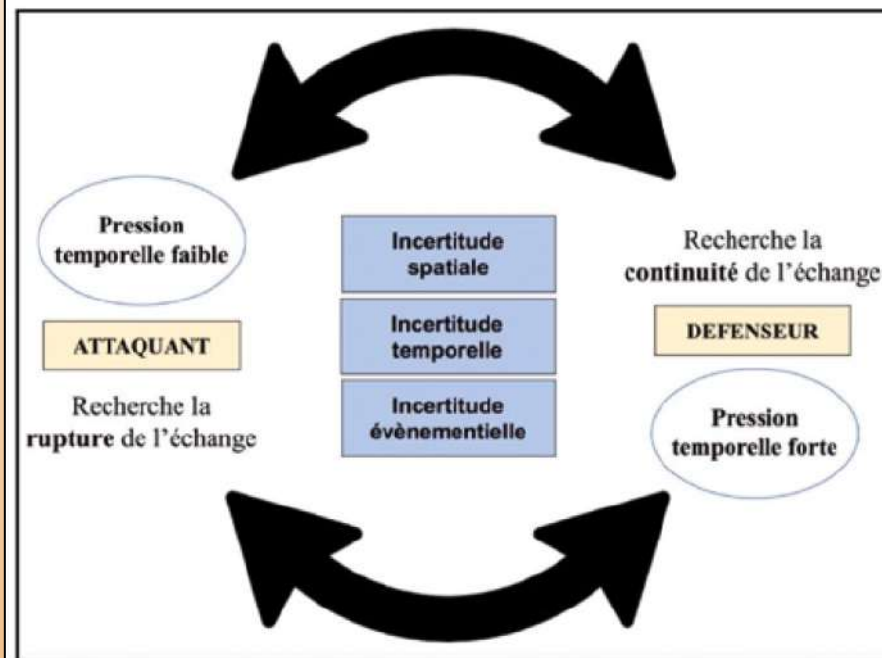 Pression
temporelle faible
ATTAQUANT
Recherche la
rupture de l'échange
Incertitude
spatiale
Incertitude
temporelle
Incertitude
évènementielle
Recherche la
continuité de l'échange
DEFENSEUR
Pression
temporelle forte